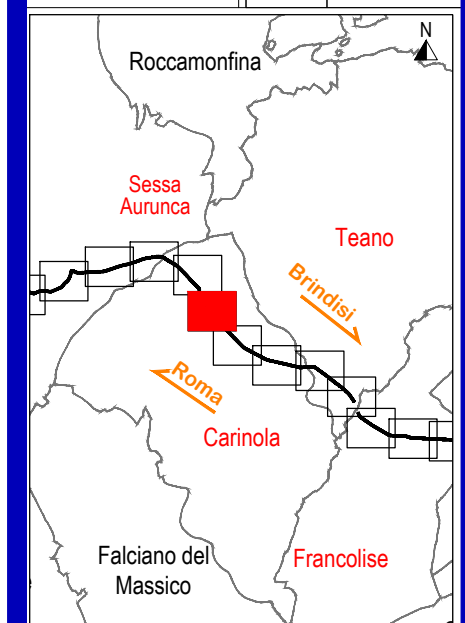 N
Roccamonfina
Sessa
Aurunca
Teano
Brindisi
Roma
Carinola
Falciano del
Massico
Francolise